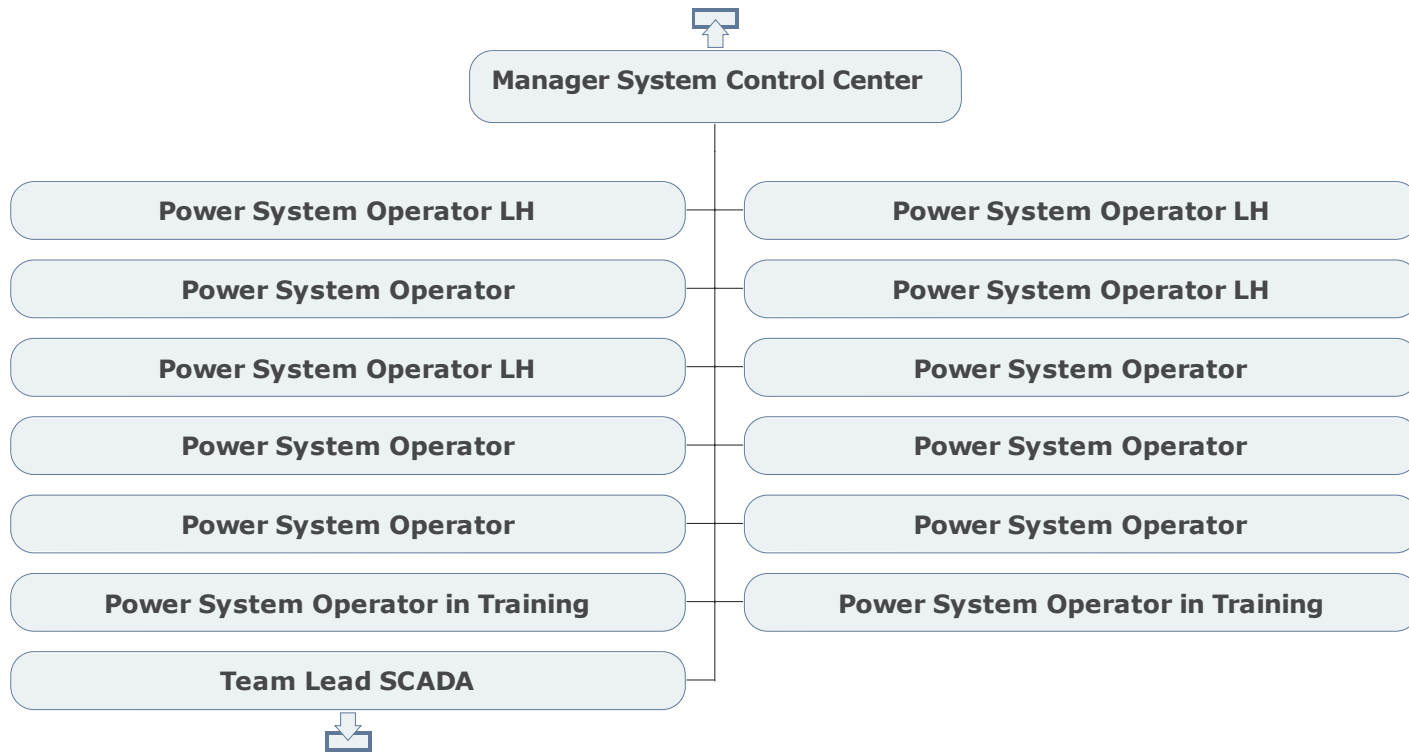 Manager System Control Center
Power System Operator LH
Power System Operator LH
Power System Operator
Power System Operator LH
Power System Operator LH
Power System Operator
Power System Operator
Power System Operator
Power System Operator
Power System Operator
Power System Operator in Training
Power System Operator in Training
Team Lead SCADA